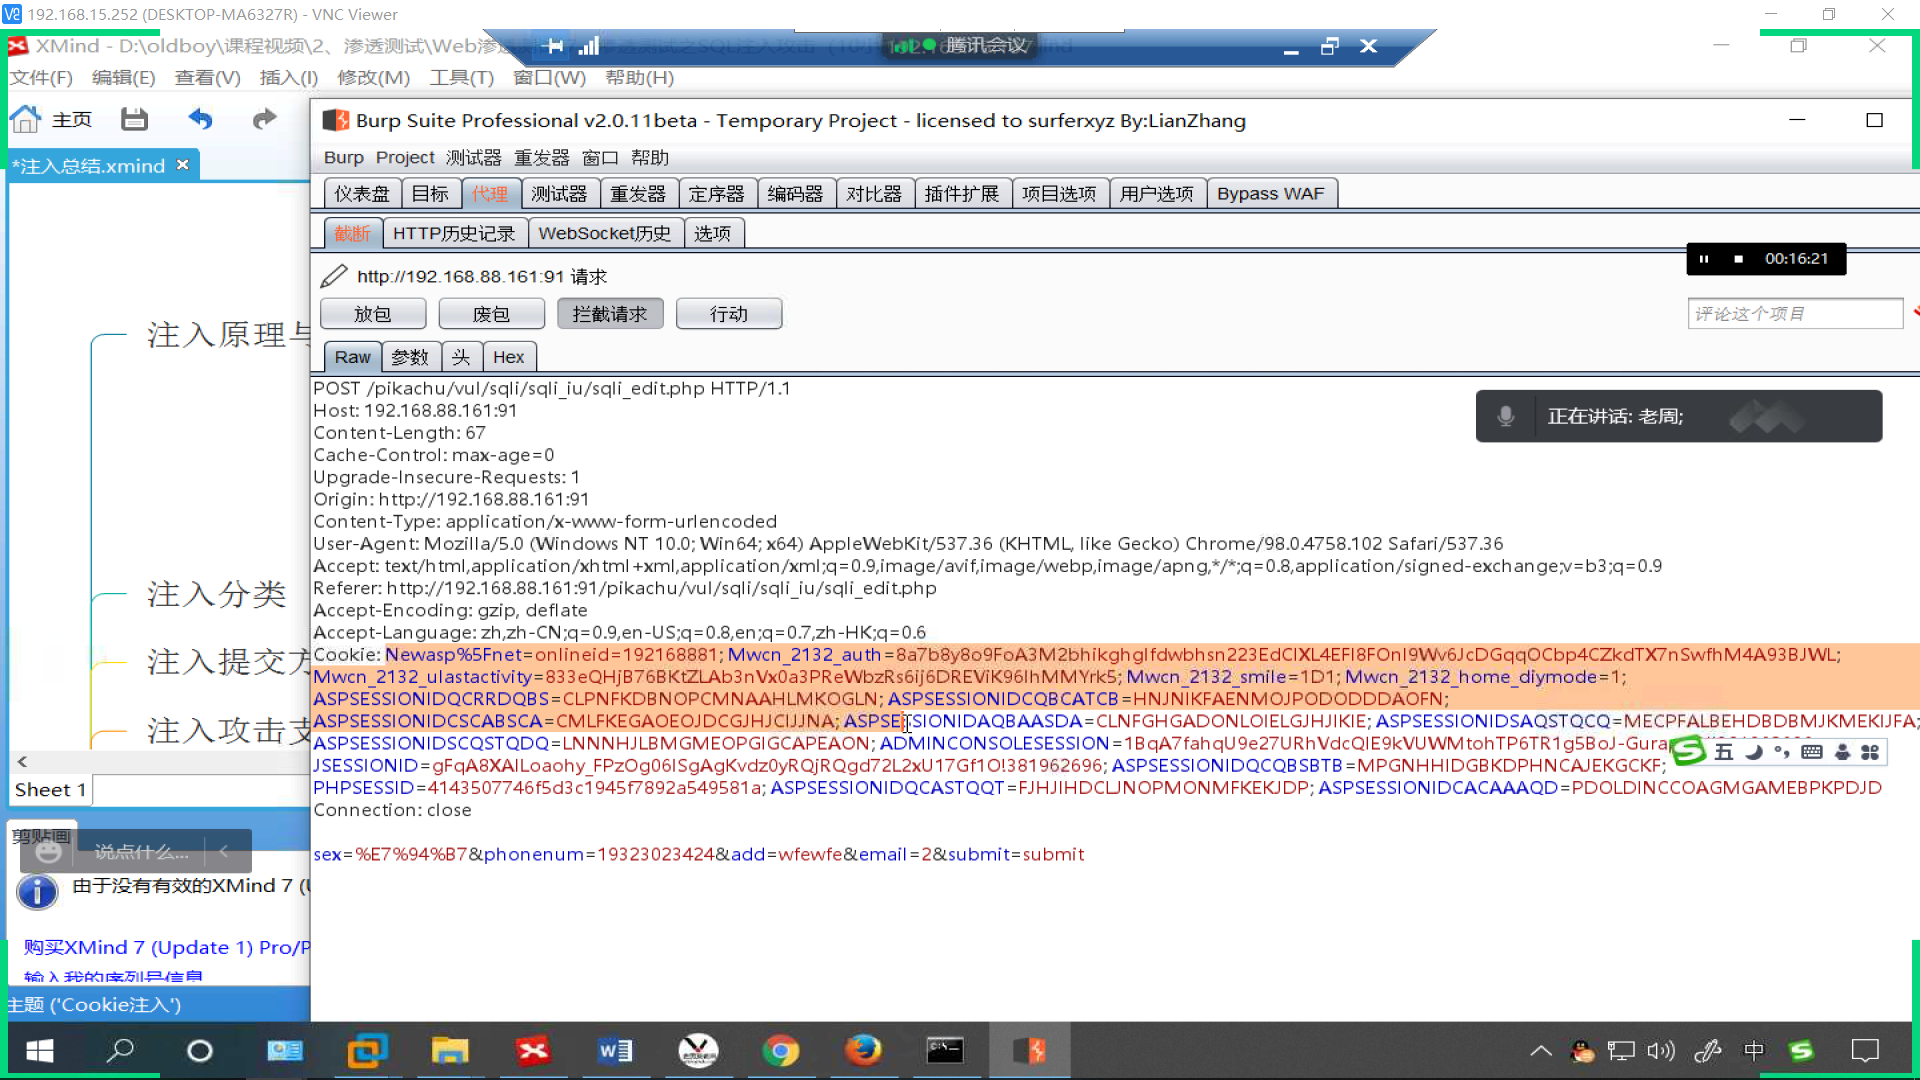 192.168.15.252 (DESKTOP-MA6327R) - VNC Viewer
XMind - D:\oldboy\课程视频\2、渗透测试\Web渗
腾讯会议
文件(F) 编辑(E) 查看(V) 插入(I) 修改(M) 工具(T) 窗口(W) 帮助(H)
主页
*注入总结.xmind
Burp Suite Professional v2.0.11beta - Temporary Project - licensed to surferxyz By:LianZhang
Burp Project 测试器 重发器 窗口 帮助
仪表盘 目标 代理 测试器 重发器 定序器 编码器 对比器 插件扩展 项目选项 用户选项 Bypass WAF
截断 HTTP历史记录 WebSocket历史 选项
00:16:21
http://192.168.88.161:91 请求
放包 废包 拦截请求 行动
评论这个项目
Raw 参数 头 Hex
正在讲话: 老周;
POST /pikachu/vul/sqli/sqli_iu/sqli_edit.php HTTP/1.1
Host: 192.168.88.161:91
Content-Length: 67
Cache-Control: max-age=0
Upgrade-Insecure-Requests: 1
Origin: http://192.168.88.161:91
Content-Type: application/x-www-form-urlencoded
User-Agent: Mozilla/5.0 (Windows NT 10.0; Win64; x64) AppleWebKit/537.36 (KHTML, like Gecko) Chrome/98.0.4758.102 Safari/537.36
Accept: text/html,application/xhtml+xml,application/xml;q=0.9,image/avif,image/webp,image/apng,*/*;q=0.8,application/signed-exchange;v=b3;q=0.9
Referer: http://192.168.88.161:91/pikachu/vul/sqli/sqli_iu/sqli_edit.php
Accept-Encoding: gzip, deflate
Accept-Language: zh,zh-CN;q=0.9,en-US;q=0.8,en;q=0.7,zh-HK;q=0.6
Cookie: Newasp%5Fnet=onlineid=192168881; Mwcn_2132_auth=8a7b8y8o9FoA3M2bhikghglfdwbhsn223EdCIXL4EFI8FOnI9Wv6JcDGqqOCbp4CZkdTX7nSwfhM4A93BJWL;
Mwcn_2132_ulastactivity=833eQHjB76BKtZLAb3nVx0a3PReWbzRs6ij6DREViK96IhMMYrk5; Mwcn_2132_smile=1D1; Mwcn_2132_home_diymode=1;
ASPSESSIONIDQCRRDQBS=CLPNFKDBNOPCMNAAHLMKOGLN; ASPSESSIONIDCQBCATCB=HNJNIKFAENMOJPODODDDAOFN;
ASPSESSIONIDCSCABSCA=CMLFKEGAOEOJDCGJHJCIJJNA; ASPSESSIONIDAQBAASDA=CLNFGHGADONLOIELGJHJIKIE; ASPSESSIONIDSAQSTQCQ=MECPFALBEHDBDBMJKMEKIJFA;
ASPSESSIONIDSCQSTQDQ=LNNNHJLBMGMEOPGIGCAPEAON; ADMINCONSOLESESSION=1BqA7fahqU9e27URhVdcQIE9kVUWMtohTP6TR1g5BoJ-Gurap
五
JSESSIONID=gFqA8XAILoaohy_FPzOg06ISgAgKvdz0yRQjRQgd72L2xU17Gf1O!381962696; ASPSESSIONIDQCQBSBTB=MPGNHHIDGBKDPHNCAJEKGCKF;
PHPSESSID=4143507746f5d3c1945f7892a549581a; ASPSESSIONIDQCASTQQT=FJHJIHDCLJNOPMONMFKEKJDP; ASPSESSIONIDCACAAAQD=PDOLDINCCOAGMGAMEBPKPDJD
Connection: close
sex=%E7%94%B7&phonenum=19323023424&add=wfewfe&email=2&submit=submit
注入原理与
注入分类
注入提交方
注入攻击支
Sheet 1
剪贴画
说点什么...
由于没有有效的XMind 7 (U
购买XMind 7 (Update 1) Pro/P
输入我的序列号信息
主题 ('Cookie注入')
中